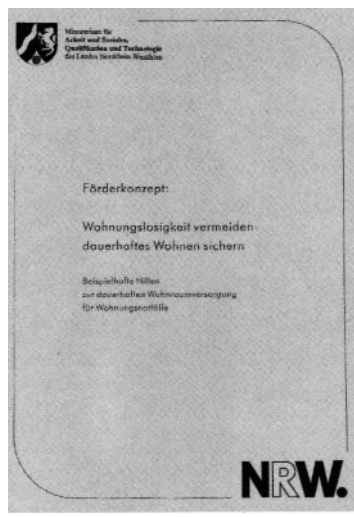 Ministerium für
Arbeit und Soziales,
Qualifikation und Technologie
des Landes Nordrhein-Westfalen
Förderkonzept:
Wohnungslosigkeit vermeiden-
dauerhaftes Wohnen sichern
Beispielhafte Hilfen
zur dauerhaften Wohnraumversorgung
für Wohnungsnotfälle
NRW.